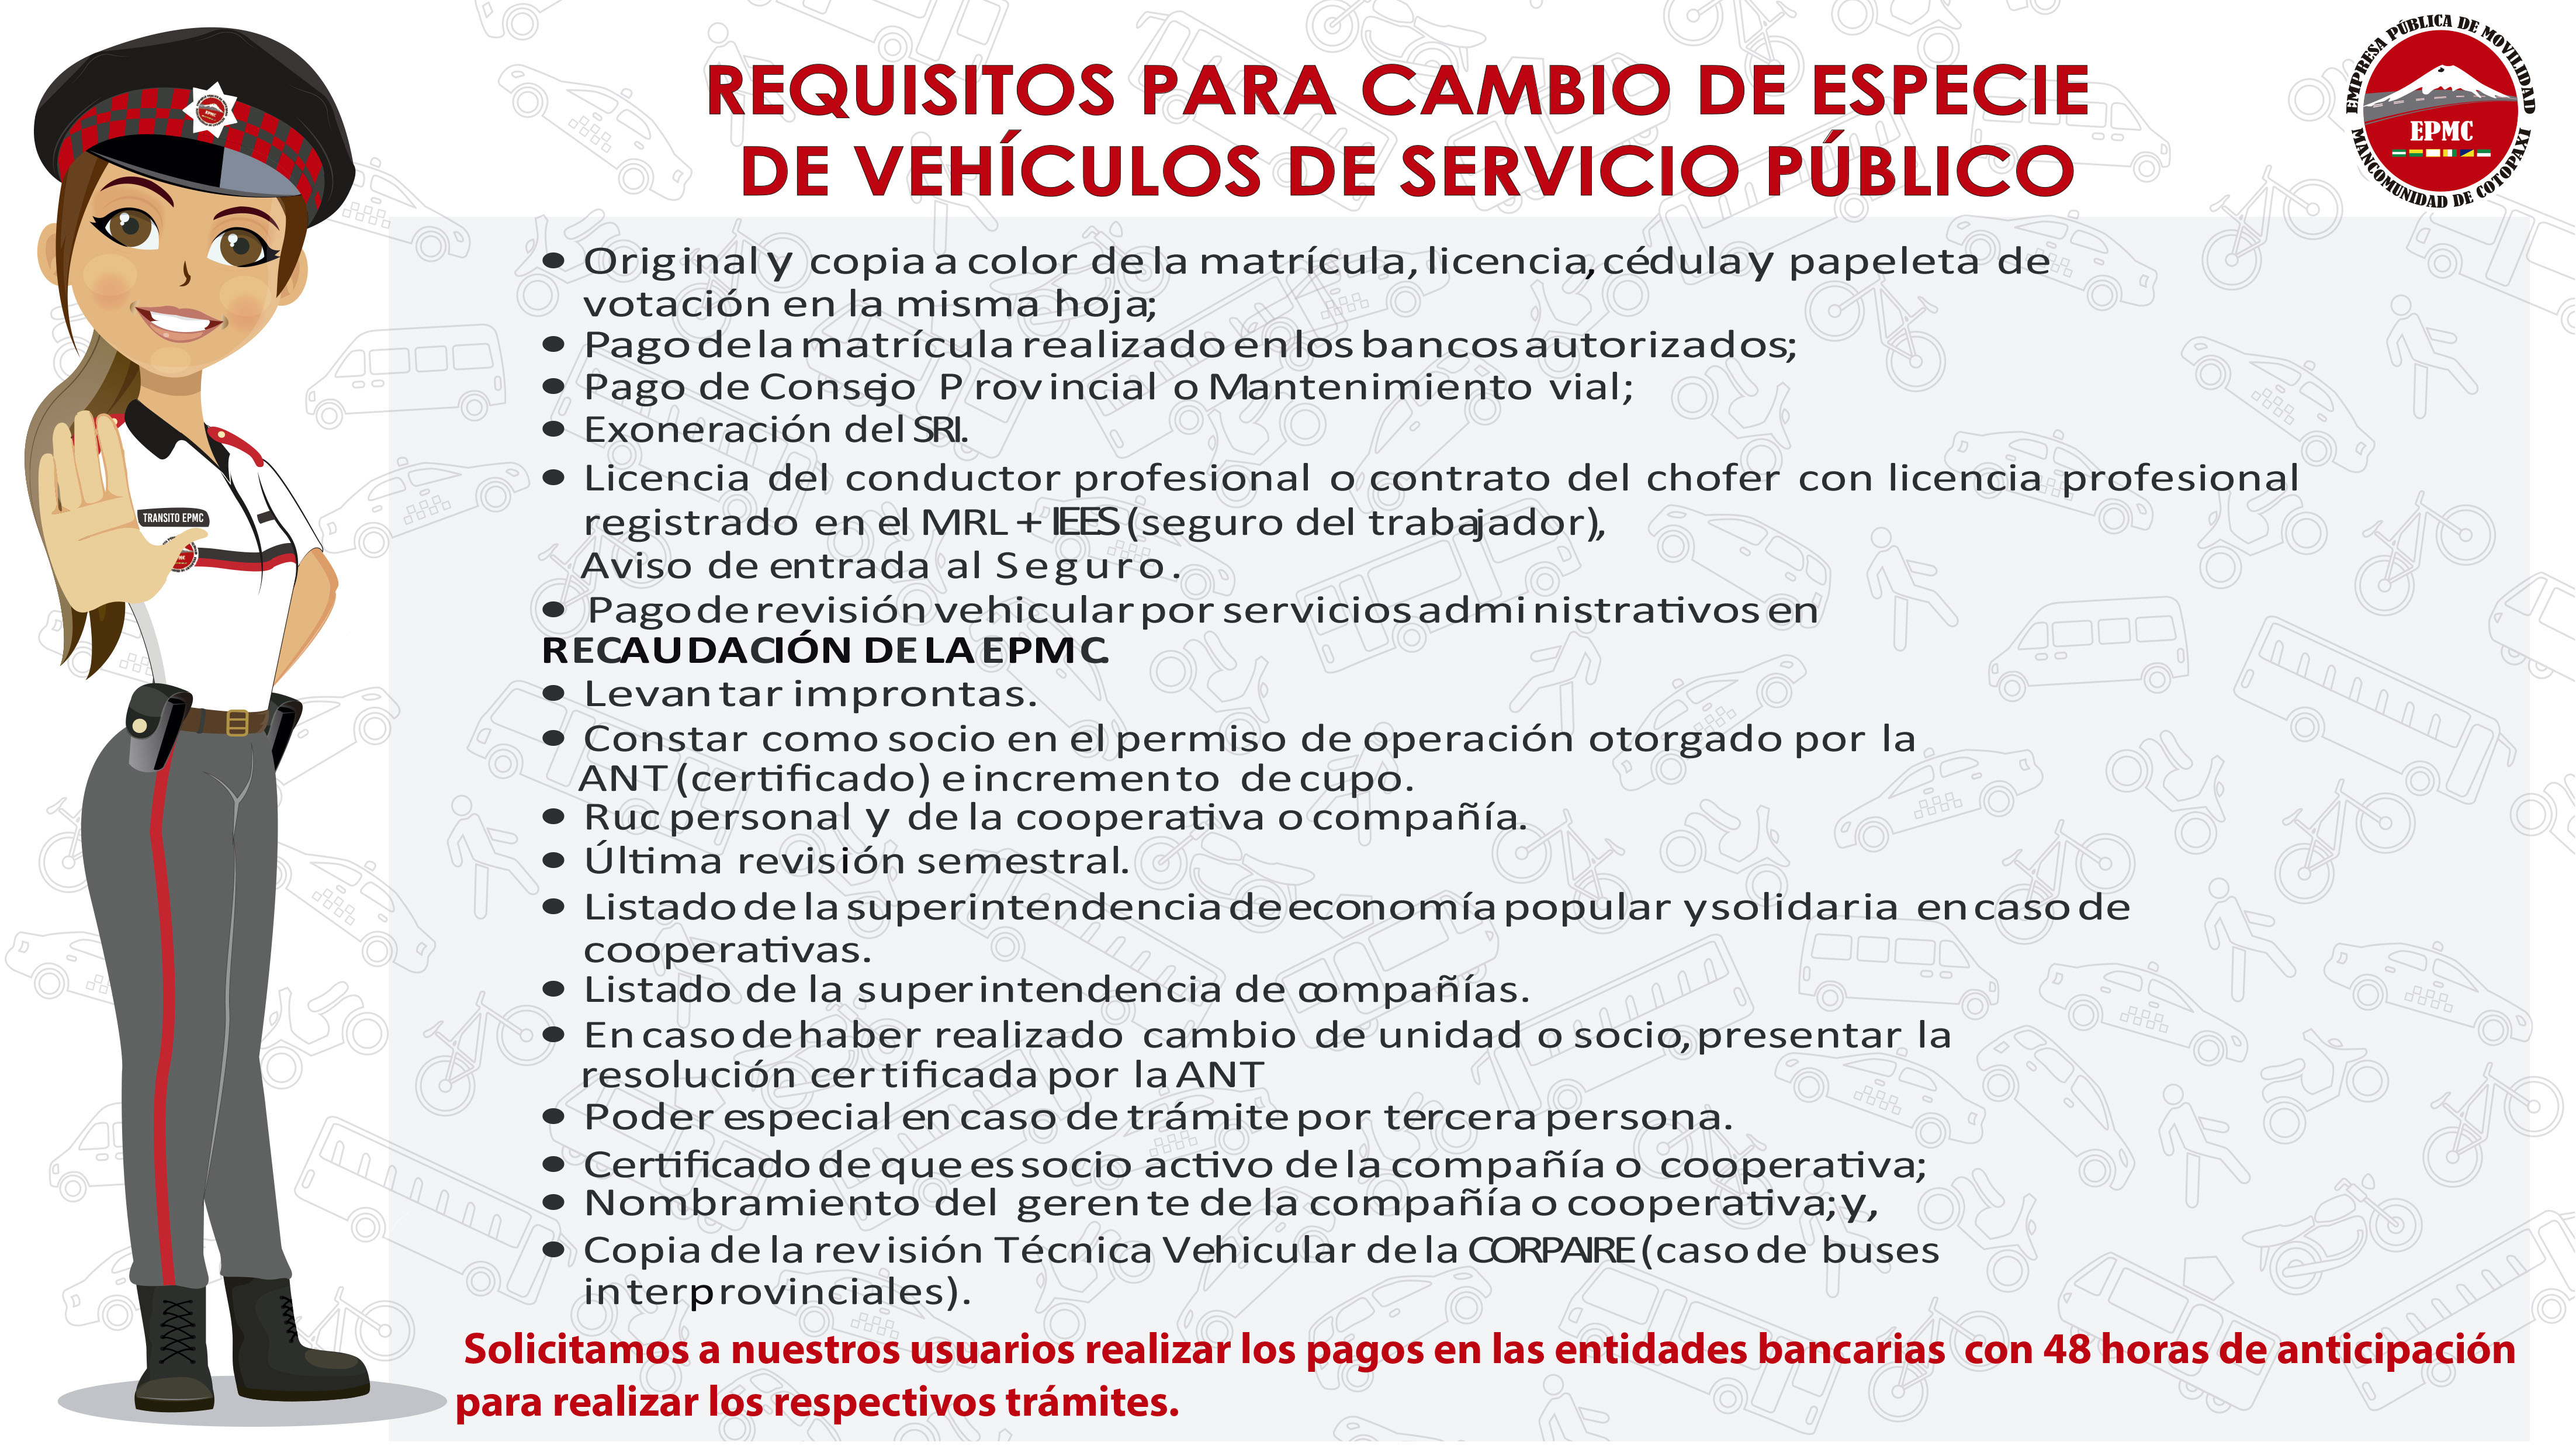 REQUISITOS PARA CAMBIO DE ESPECIE
DE VEHÍCULOS DE SERVICIO PÚBLICO
EMPRESA PÚBLICA DE MOVILIDAD
MANCOMUNIDAD DE COTOPAXI
EPMC
TRANSITO EPMC
• Original y copia a color de la matrícula, licencia, cédula y papeleta de
votación en la misma hoja;
• Pago de la matrícula realizado en los bancos autorizados;
• Pago de Consejo Provincial o Mantenimiento vial;
• Exoneración del SRI.
• Licencia del conductor profesional o contrato del chofer con licencia profesional
registrado en el MRL + IEES (seguro del trabajador),
Aviso de entrada al Seguro.
• Pago de revisión vehicular por servicios administrativos en
RECAUDACIÓN DE LA EPMC.
• Levantar improntas.
• Constar como socio en el permiso de operación otorgado por la
ANT (certificado) e incremento de cupo.
• Ruc personal y de la cooperativa o compañía.
• Última revisión semestral.
• Listado de la superintendencia de economía popular y solidaria en caso de
cooperativas.
• Listado de la superintendencia de compañías.
• En caso de haber realizado cambio de unidad o socio, presentar la
resolución certificada por la ANT
• Poder especial en caso de trámite por tercera persona.
• Certificado de que es socio activo de la compañía o cooperativa;
• Nombramiento del gerente de la compañía o cooperativa; y,
• Copia de la revisión Técnica Vehicular de la CORPAIRE (caso de buses
interprovinciales).
Solicitamos a nuestros usuarios realizar los pagos en las entidades bancarias con 48 horas de anticipación
para realizar los respectivos trámites.